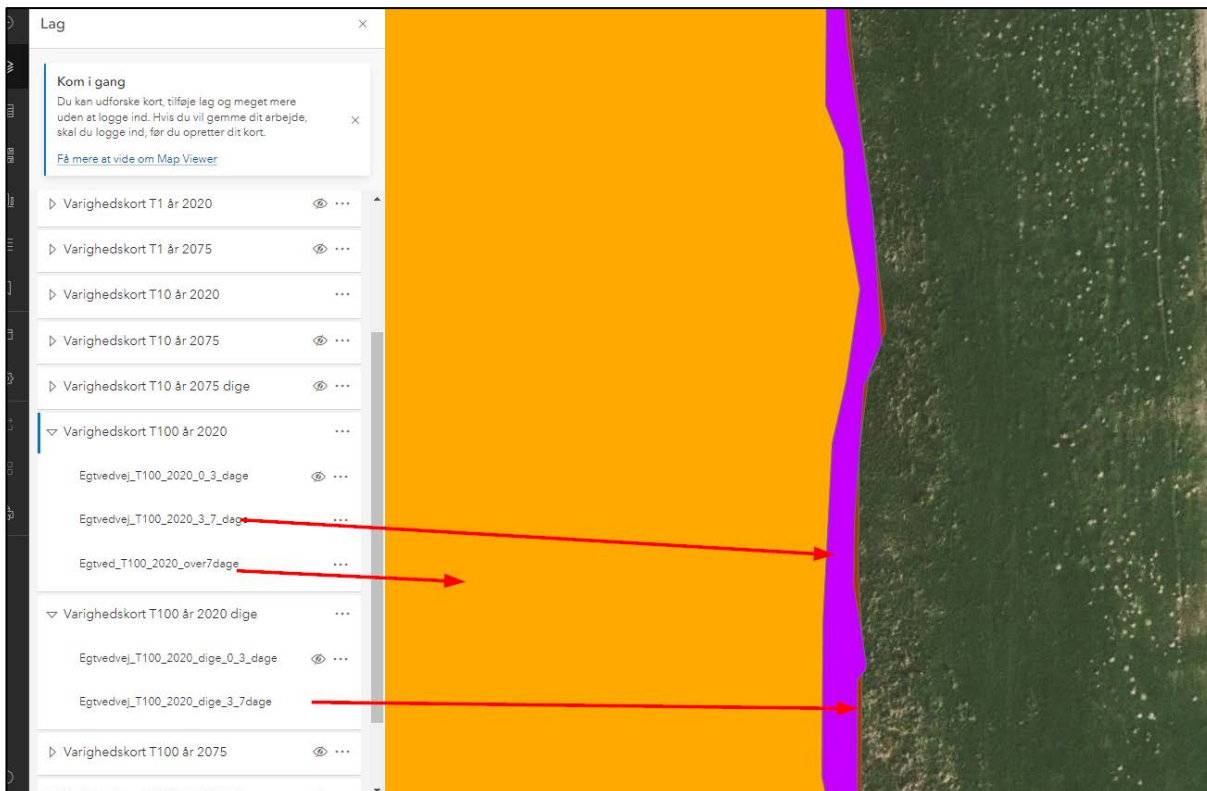 Lag
Kom i gang
Du kan udforske kort, tilføje lag og meget mere
uden at logge ind. Hvis du vil gemme dit arbejde,
skal du logge ind, før du opretter dit kort.
Få mere at vide om Map Viewer
Varighedskort T1 år 2020
Varighedskort T1 år 2075
Varighedskort T10 år 2020
Varighedskort T10 år 2075
Varighedskort T10 år 2075 dige
Varighedskort T100 år 2020
Egtvedvej_T100_2020_0_3_dage
Egtvedvej_T100_2020_3_7_dage
Egtved_T100_2020_over7dage
Varighedskort T100 år 2020 dige
Egtvedvej_T100_2020_dige_0_3_dage
Egtvedvej_T100_2020_dige_3_7dage
Varighedskort T100 år 2075